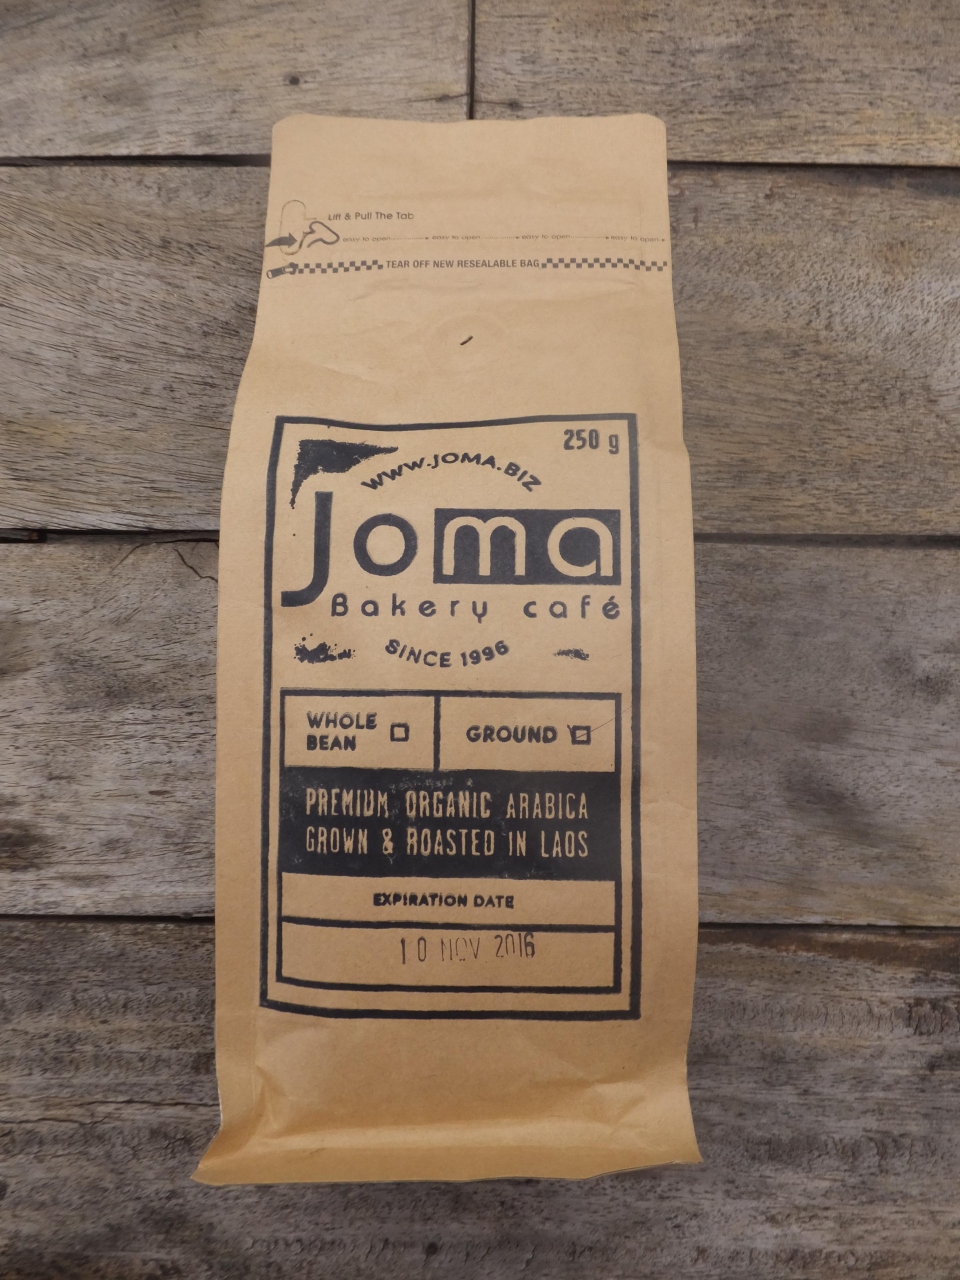 Lift & Pull The Tab
easy to open easy to open easy to open easy to open
TEAR OFF NEW RESEALABLE BAG
250 g
WWW.JOMA.BIZ
Joma
Bakery café
SINCE 1996
WHOLE BEAN
GROUND
PREMIUM ORGANIC ARABICA
GROWN & ROASTED IN LAOS
EXPIRATION DATE
10 NOV 2016